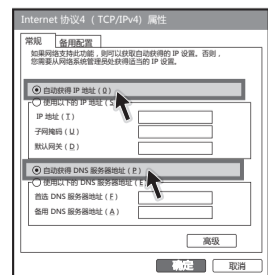 Internet 协议4 （ TCP/IPv4) 属性
常规 备用配置
如果网络支持此功能，则可以获取自动获得的 IP 设置。否则，
您需要从网络系统管理员处获得适当的 IP 设置。
自动获得 IP 地址 ( O )
使用以下的 IP 地址 ( S )
IP 地址 ( I )
子网掩码 ( U )
默认网关 ( D )
自动获得 DNS 服务器地址 ( P )
使用以下的 DNS 服务器地址 ( E )
首选 DNS 服务器地址 ( F )
备用 DNS 服务器地址 ( A )
高级
确定 取消